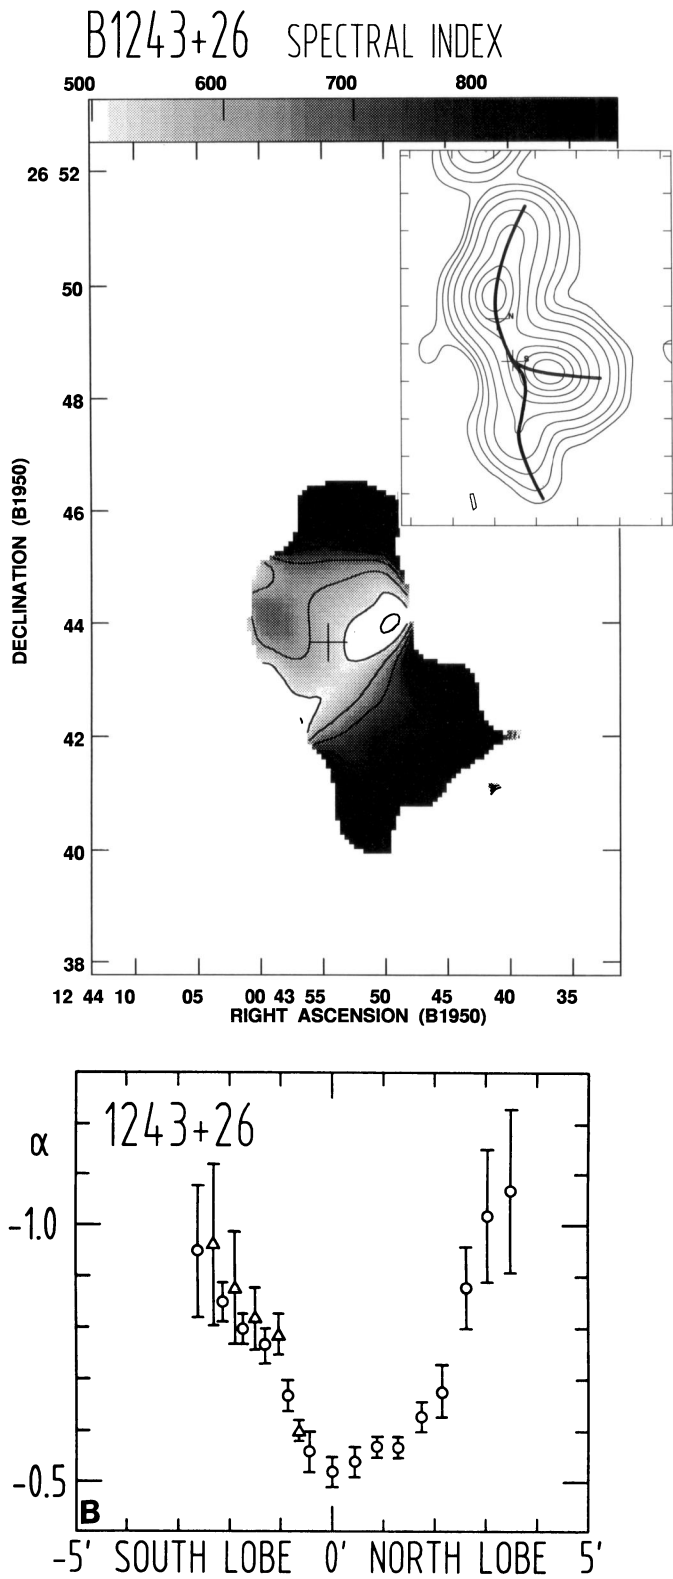 B1243+26 SPECTRAL INDEX
500 600 700 800
26 52
50
48
46
44
42
40
38
N
S
DECLINATION (B1950)
12 44 10 05 00 43 55 50 45 40 35
RIGHT ASCENSION (B1950)
1243+26
α
-1.0
-0.5
B
-5' SOUTH LOBE 0' NORTH LOBE 5'